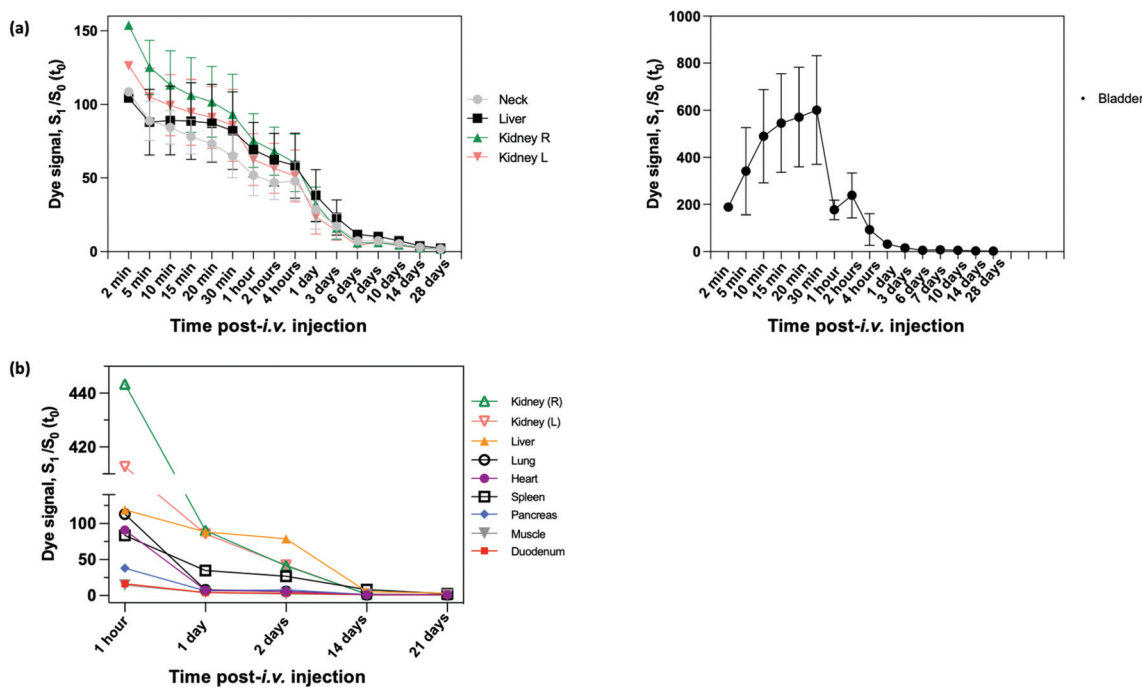 (a)
Dye signal, S1/S0 (t0)
150
100
50
0
2 min
5 min
10 min
15 min
20 min
30 min
1 hour
2 hours
4 hours
1 day
3 days
6 days
7 days
10 days
14 days
28 days
Time post-i.v. injection
Neck
Liver
Kidney R
Kidney L
Dye signal, S1/S0 (t0)
1000
800
600
400
200
0
2 min
5 min
10 min
15 min
20 min
30 min
1 hour
2 hours
4 hours
1 day
3 days
6 days
7 days
10 days
14 days
28 days
Time post-i.v. injection
Bladder
(b)
Dye signal, S1/S0 (t0)
440
420
100
50
0
1 hour
1 day
2 days
14 days
21 days
Time post-i.v. injection
Kidney (R)
Kidney (L)
Liver
Lung
Heart
Spleen
Pancreas
Muscle
Duodenum